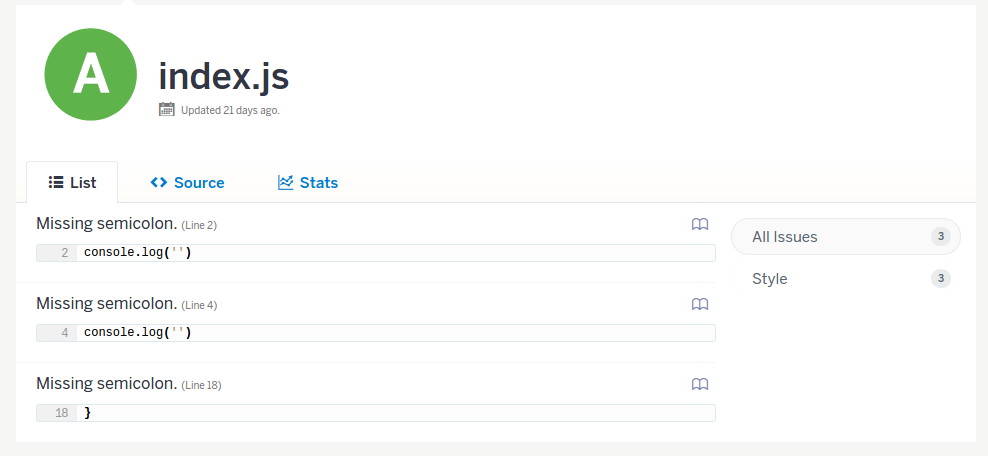 A
index.js
Updated 21 days ago.
List
Source
Stats
Missing semicolon. (Line 2)
2 console.log('')
Missing semicolon. (Line 4)
4 console.log('')
Missing semicolon. (Line 18)
18 }
All Issues 3
Style 3